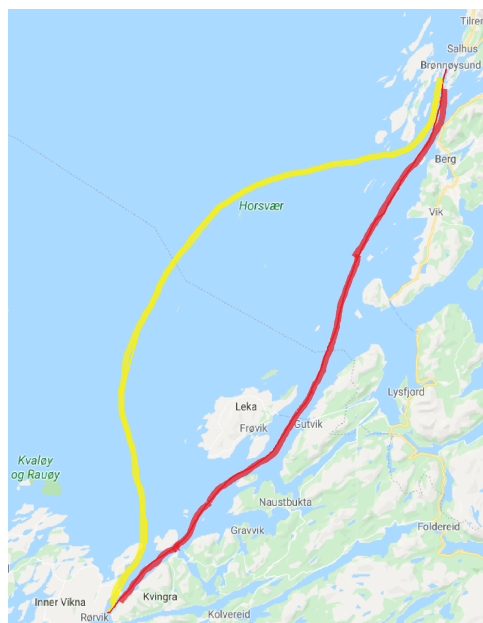 Tilre
Salhus
Brønnøysund
Berg
Horsvær
Vik
Lysfjord
Leka
Frøvik
Gutvik
Kvaløy
og Rauøy
Naustbukta
Gravvik
Foldereid
Inner Vikna
Kvingra
Rørvik
Kolvereid